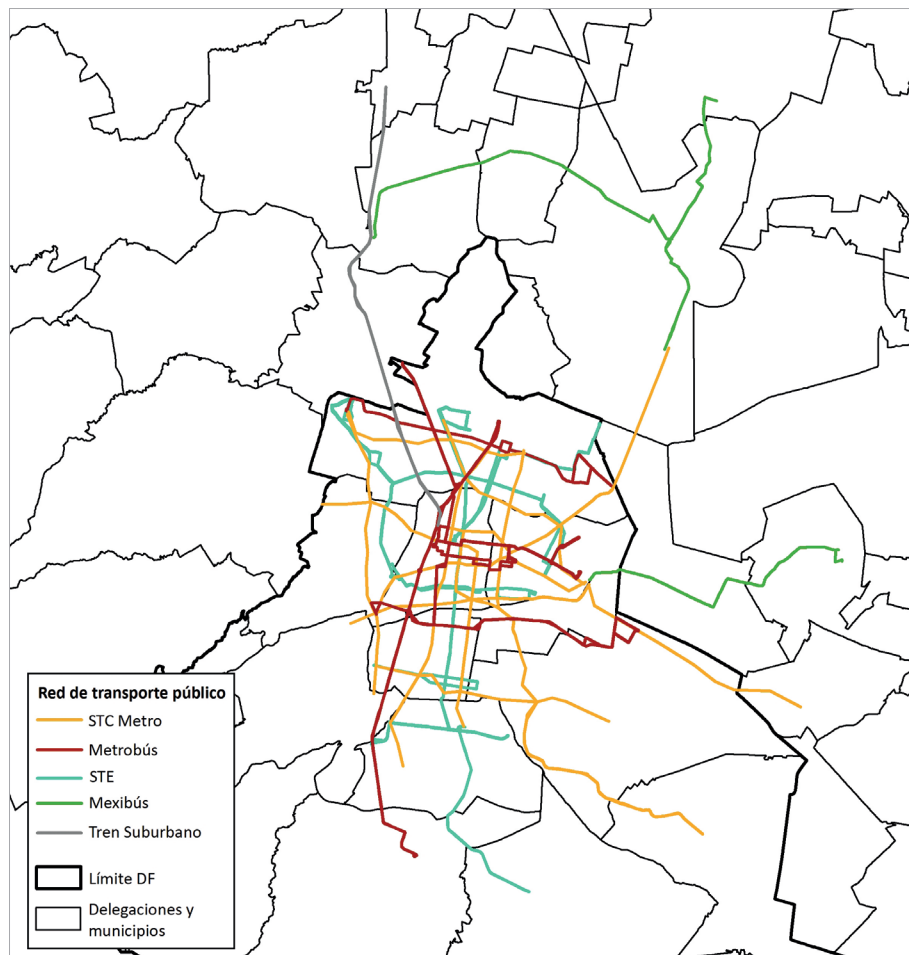 Red de transporte público
STC Metro
Metrobús
STE
Mexibús
Tren Suburbano
Límite DF
Delegaciones y
municipios